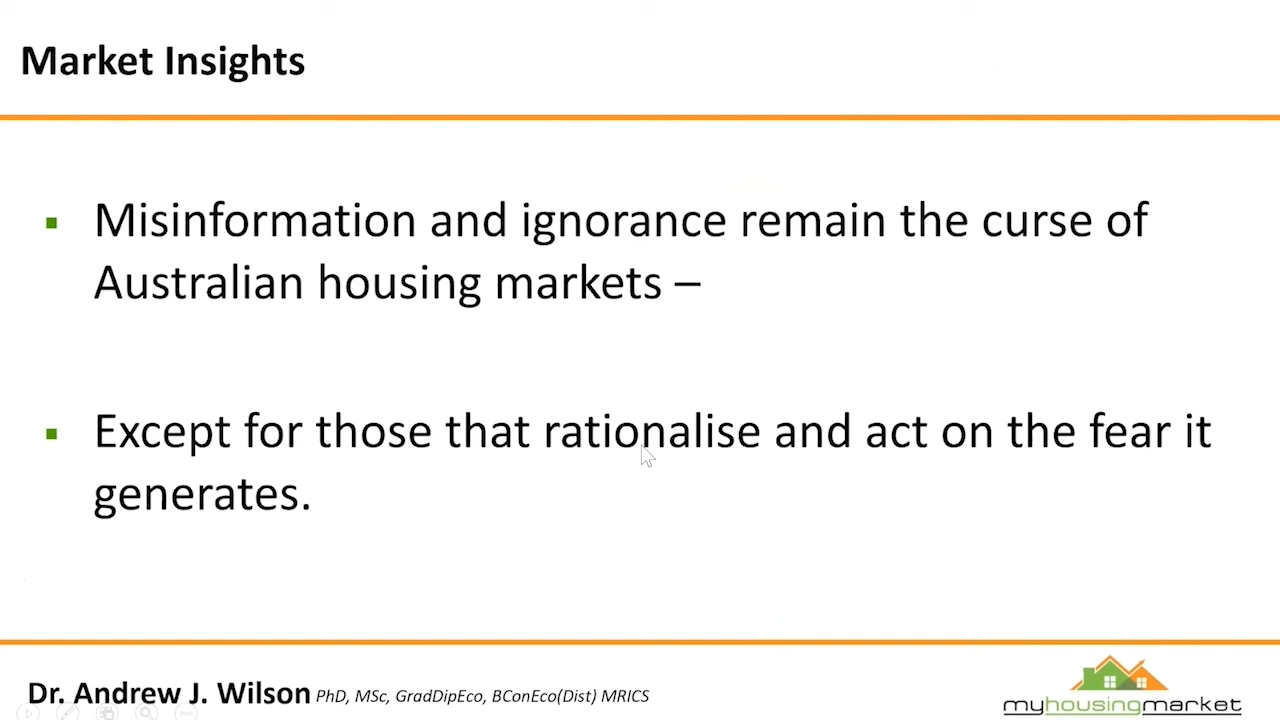 Market Insights
Misinformation and ignorance remain the curse of
Australian housing markets –
Except for those that rationalise and act on the fear it
generates.
Dr. Andrew J. Wilson PhD, MSc, GradDipEco, BConEco(Dist) MRICS
myhousingmarket